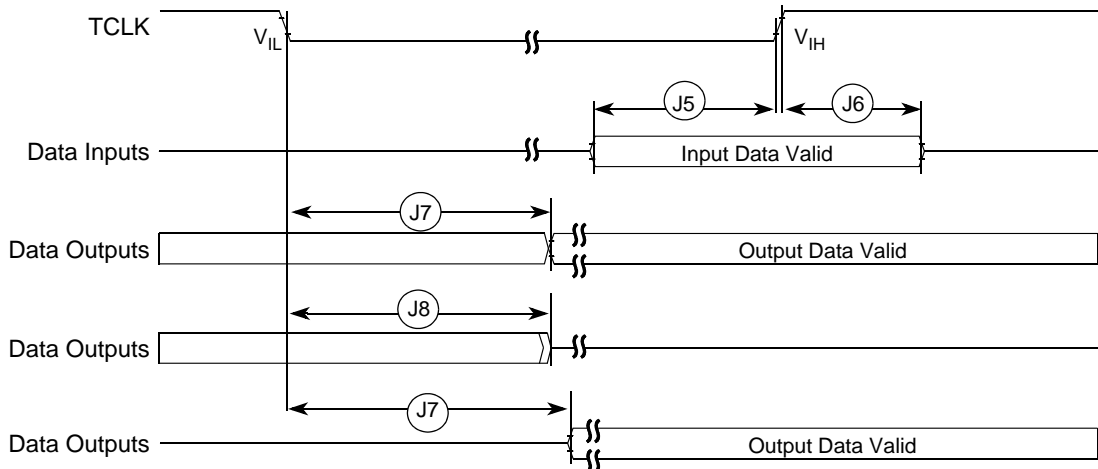 TCLK
VIL
VIH
J5
J6
Data Inputs
Input Data Valid
J7
Data Outputs
Output Data Valid
J8
Data Outputs
J7
Data Outputs
Output Data Valid